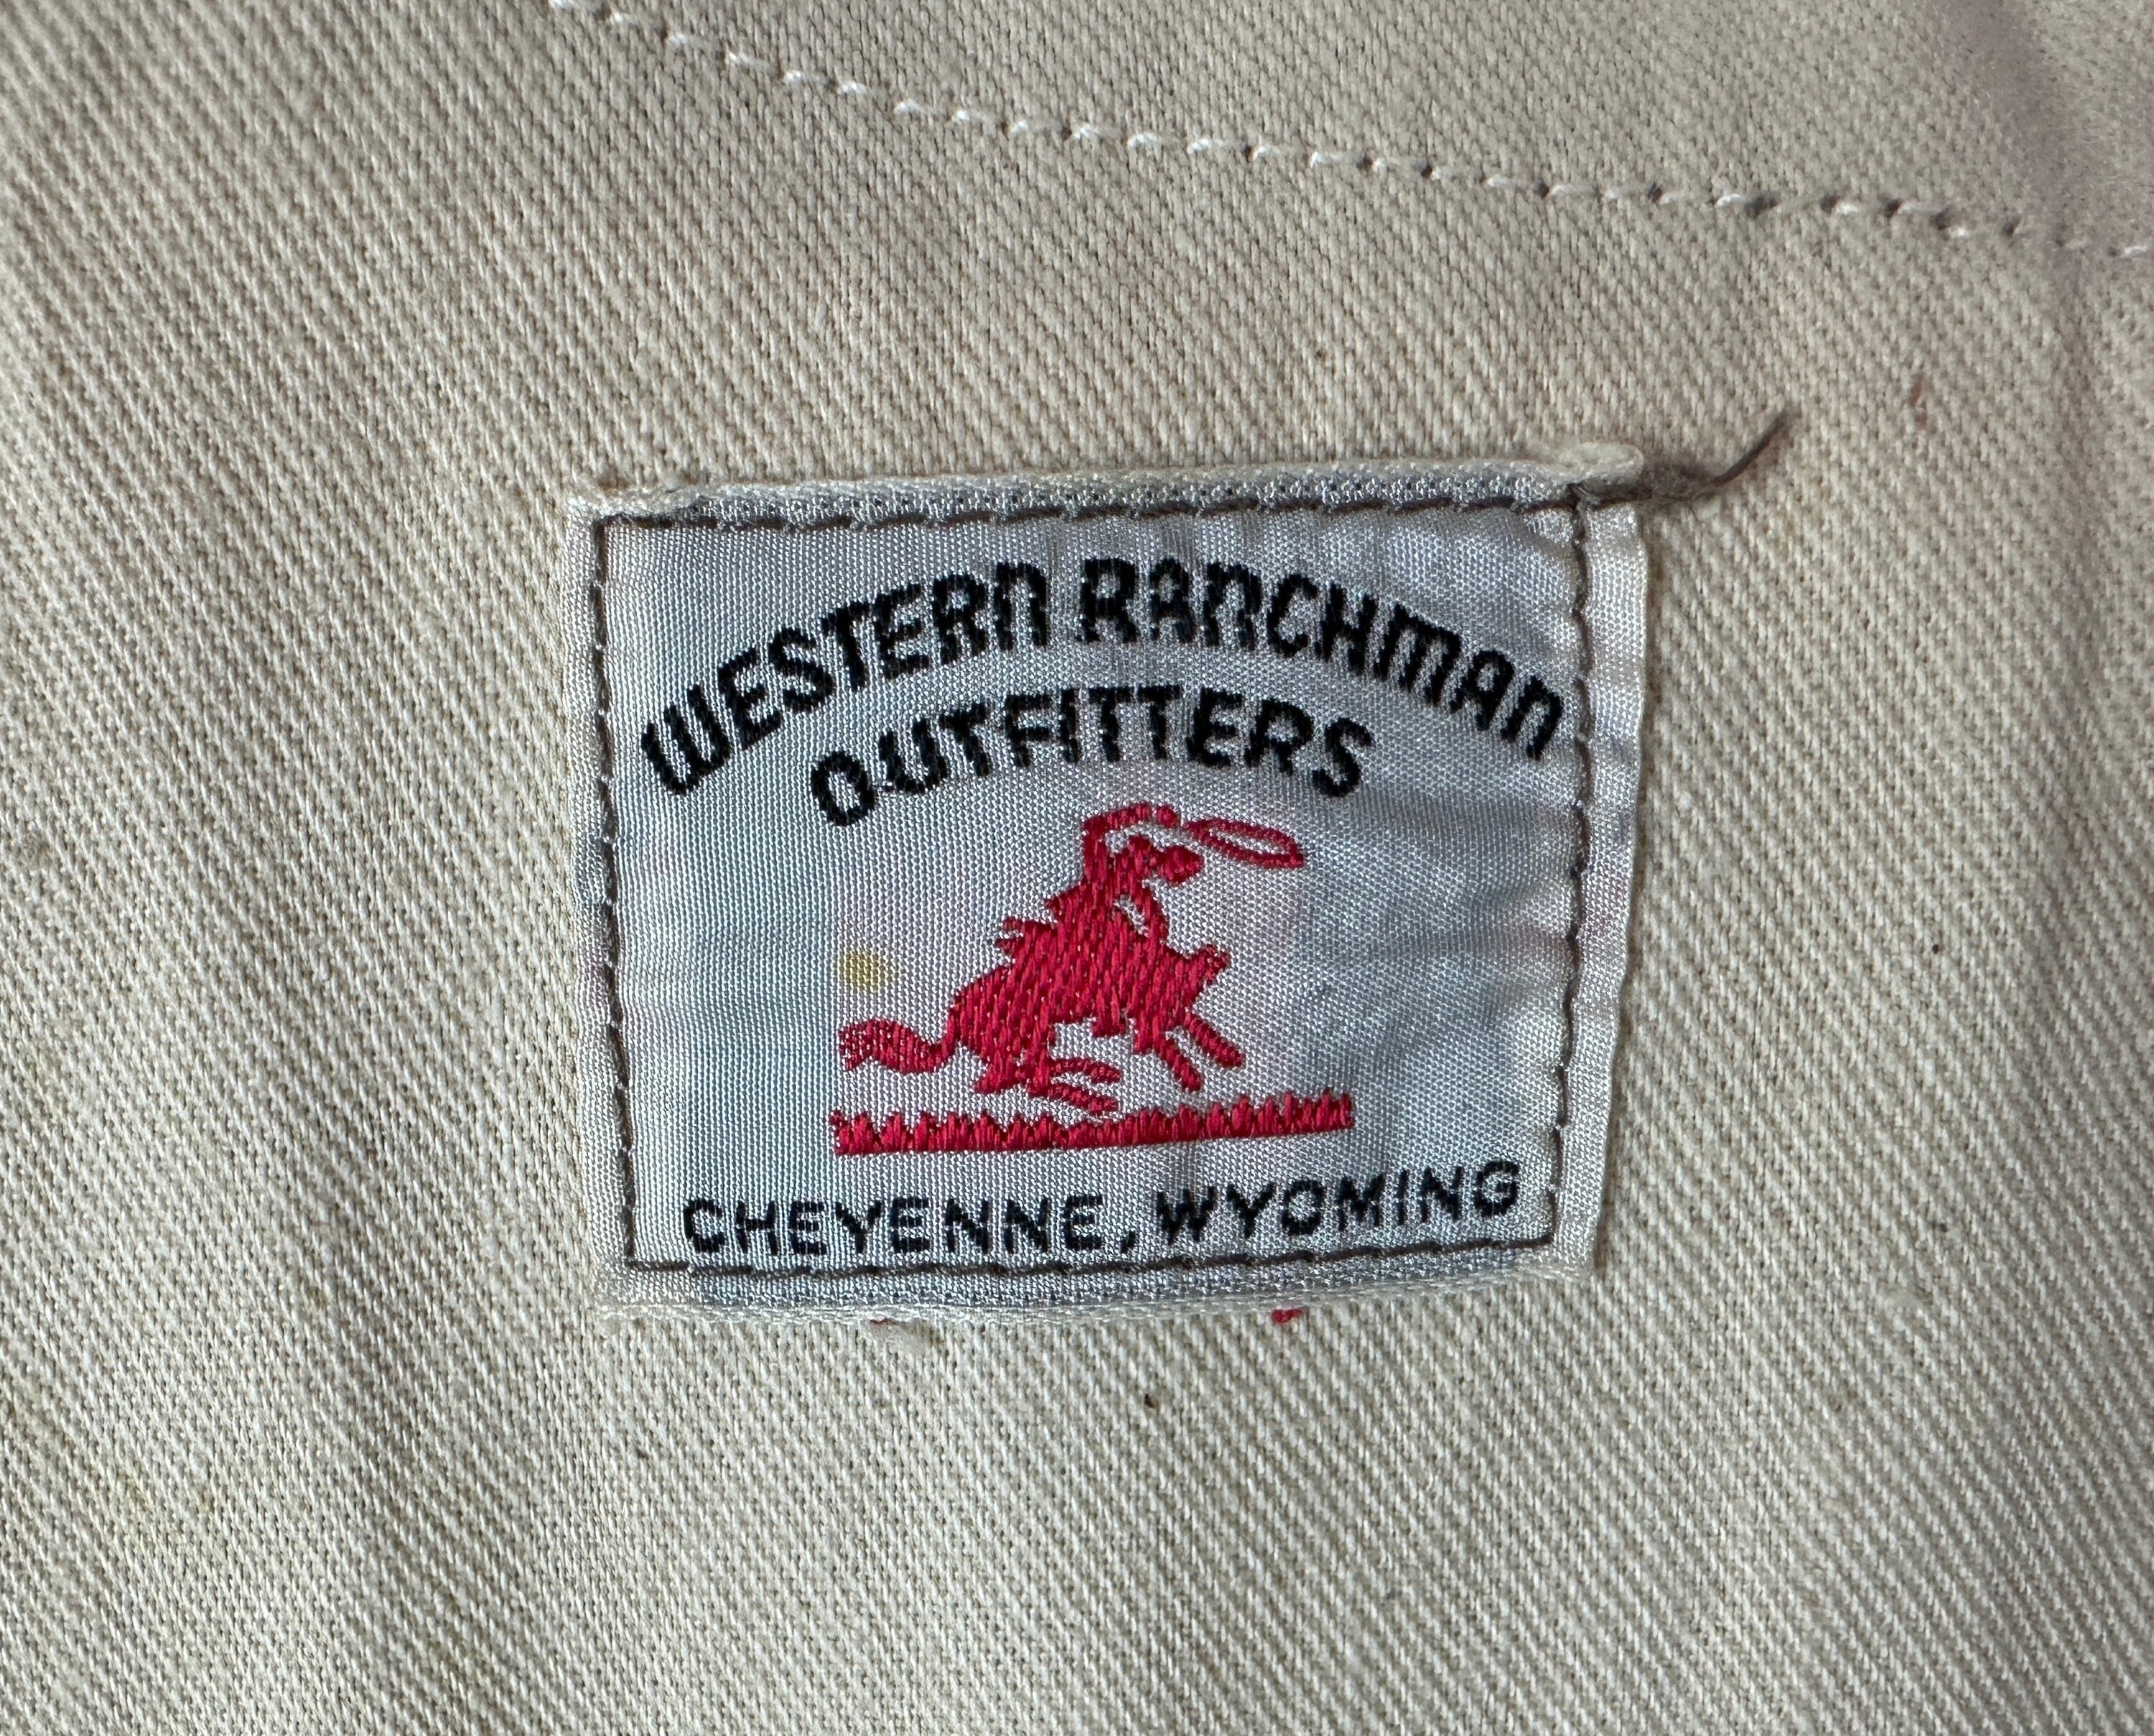 WESTERN RANCHMAN
OUTFITTERS
CHEYENNE, WYOMING